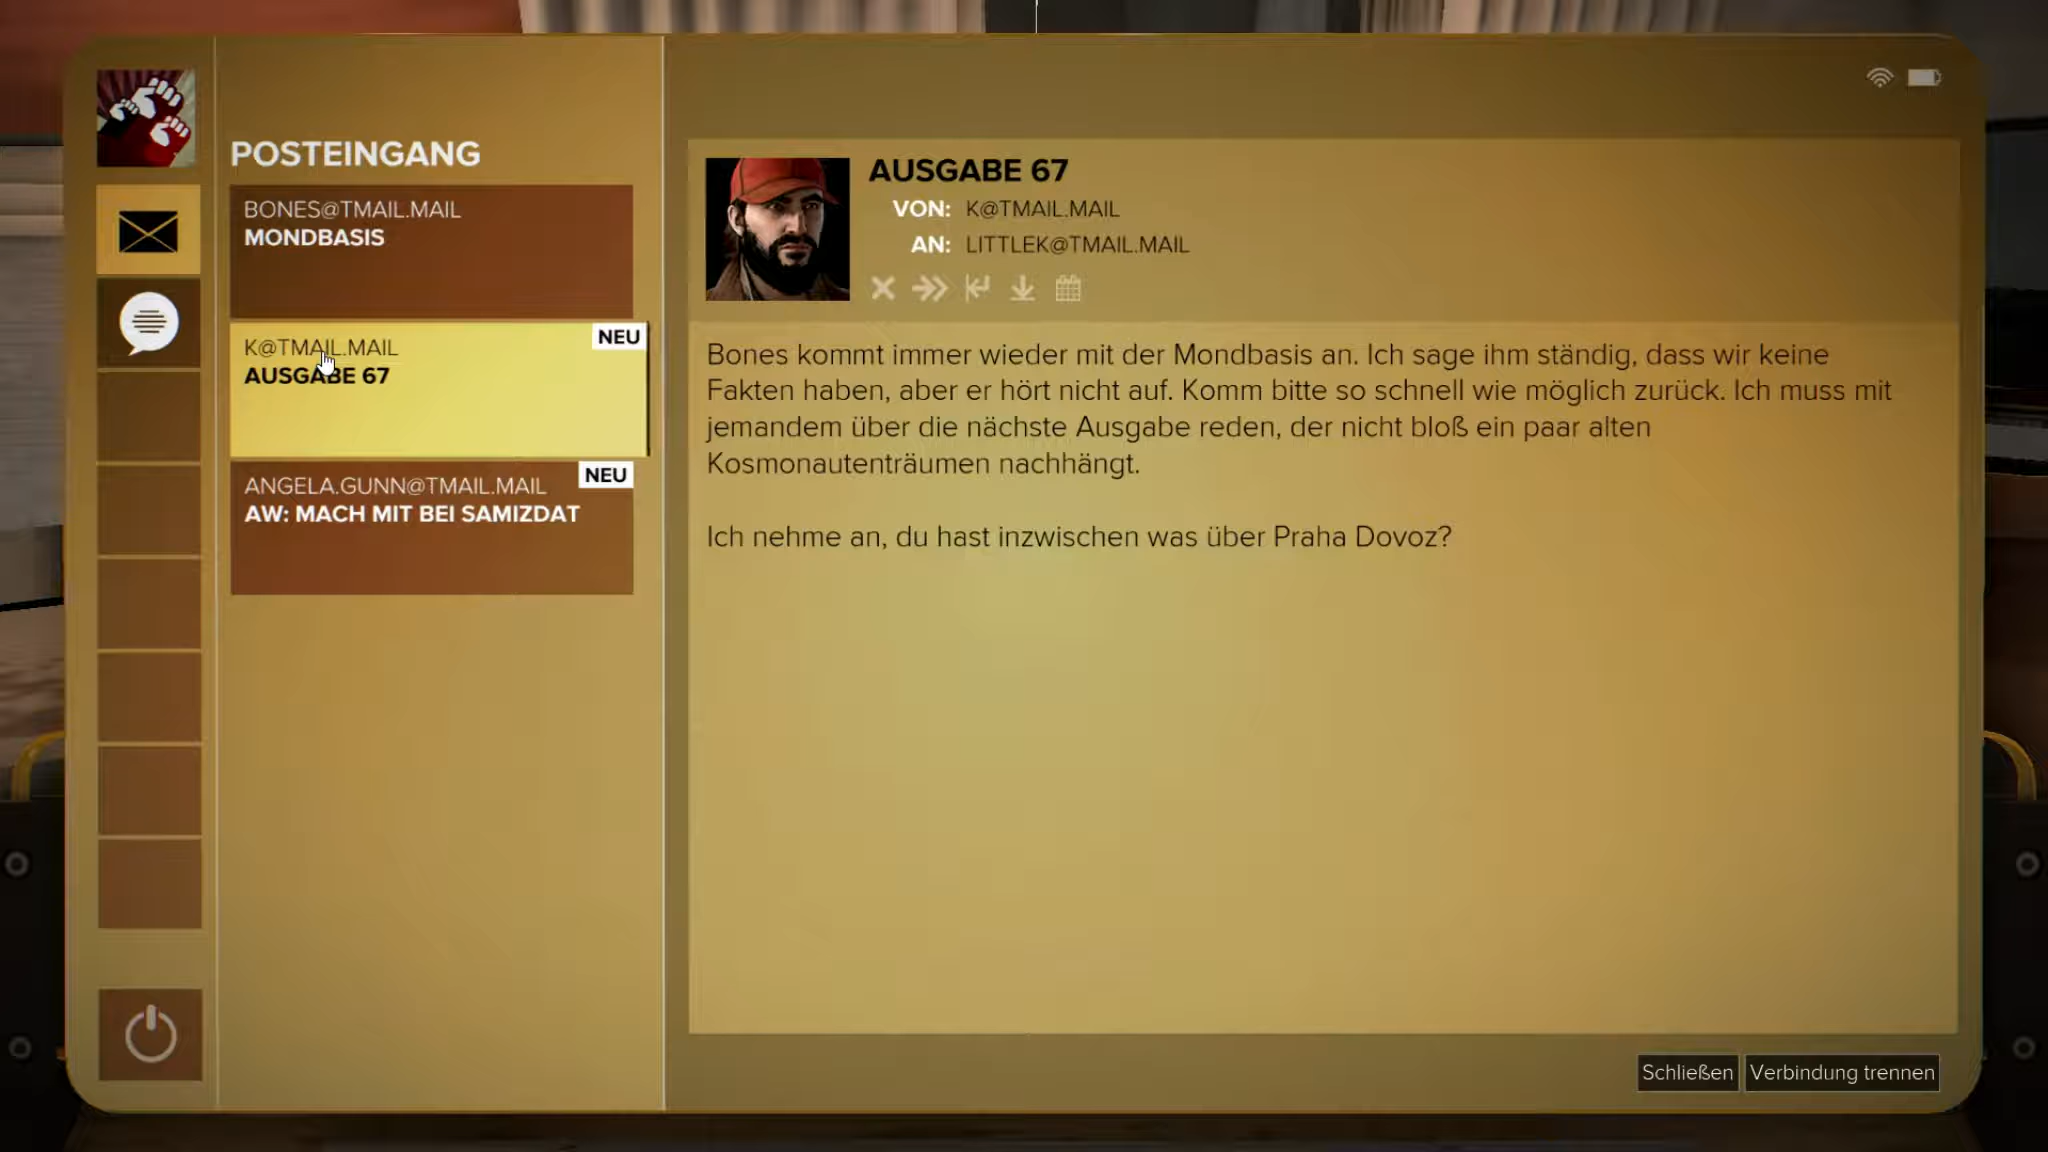 POSTEINGANG
BONES@TMAIL.MAIL
MONDBASIS
NEU
K@TMAIL.MAIL
AUSGABE 67
NEU
ANGELA.GUNN@TMAIL.MAIL
AW: MACH MIT BEI SAMIZDAT
AUSGABE 67
VON: K@TMAIL.MAIL
AN: LITTLEK@TMAIL.MAIL
Bones kommt immer wieder mit der Mondbasis an. Ich sage ihm ständig, dass wir keine
Fakten haben, aber er hört nicht auf. Komm bitte so schnell wie möglich zurück. Ich muss mit
jemandem über die nächste Ausgabe reden, der nicht bloß ein paar alten
Kosmonautenträumen nachhängt.
Ich nehme an, du hast inzwischen was über Praha Dovoz?
Schließen
Verbindung trennen